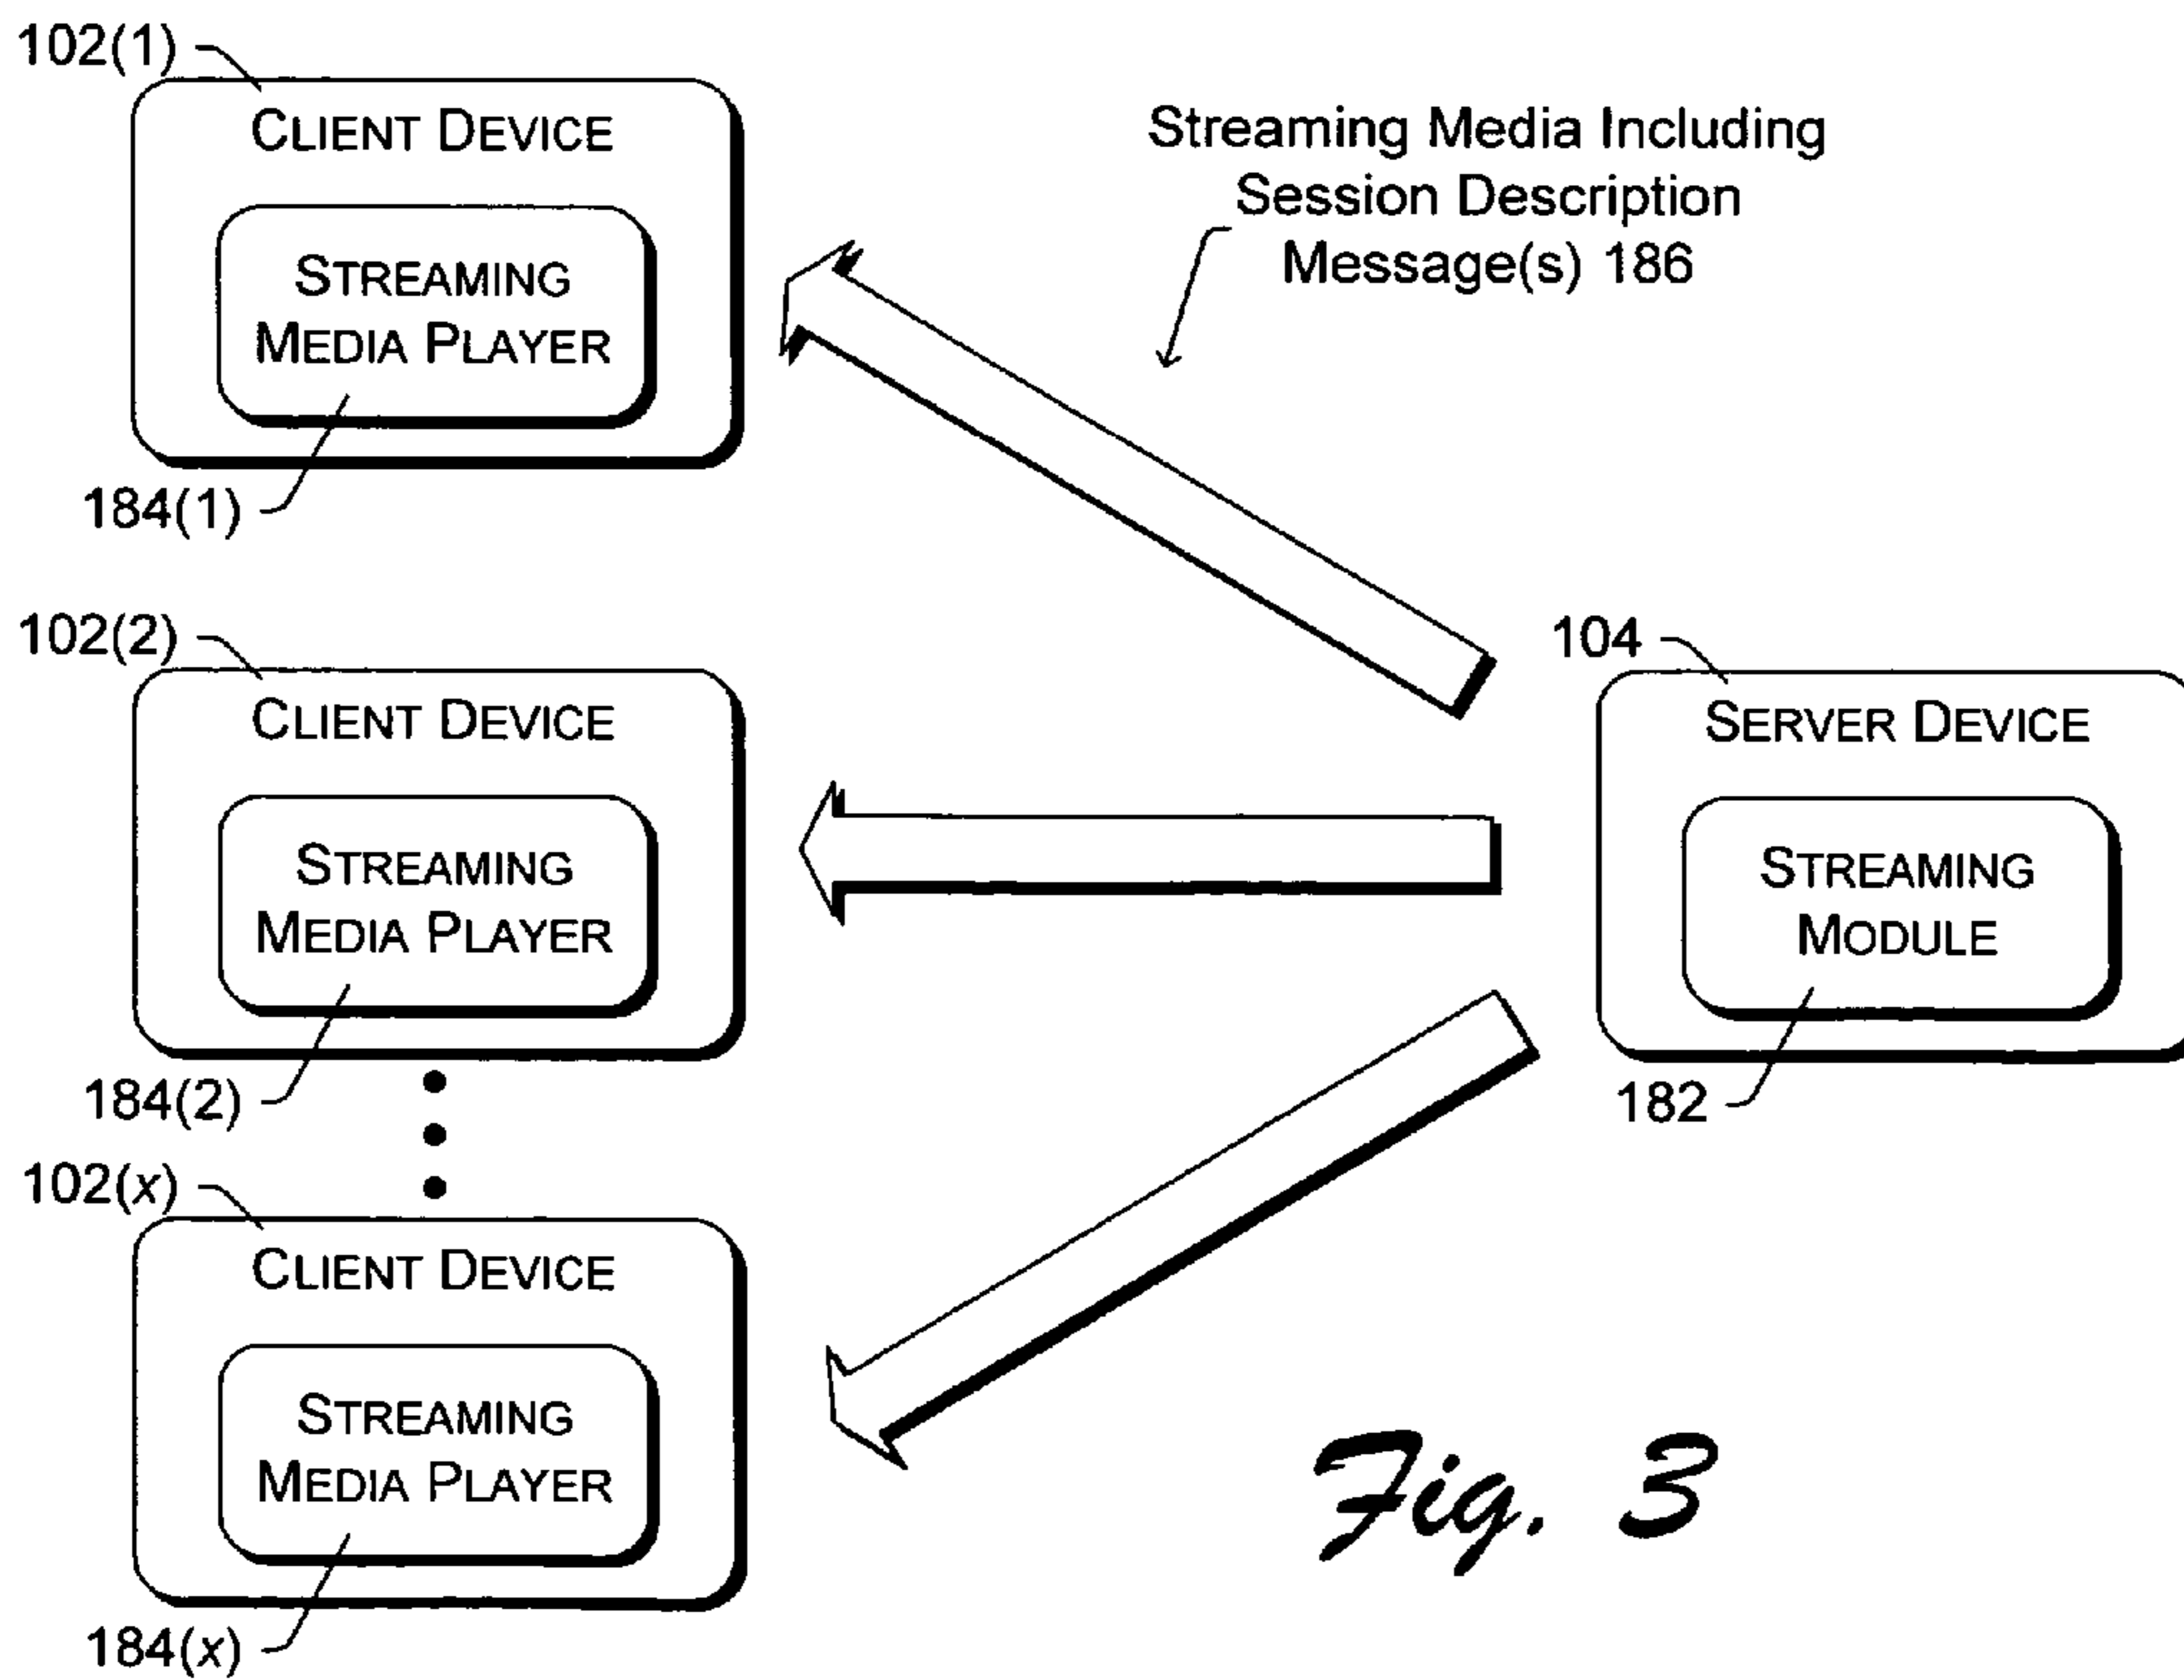 102(1)
CLIENT DEVICE
STREAMING
MEDIA PLAYER
184(1)
Streaming Media Including
Session Description
Message(s) 186
102(2)
CLIENT DEVICE
STREAMING
MEDIA PLAYER
184(2)
104
SERVER DEVICE
STREAMING
MODULE
182
102(x)
CLIENT DEVICE
STREAMING
MEDIA PLAYER
184(x)
Fig. 3